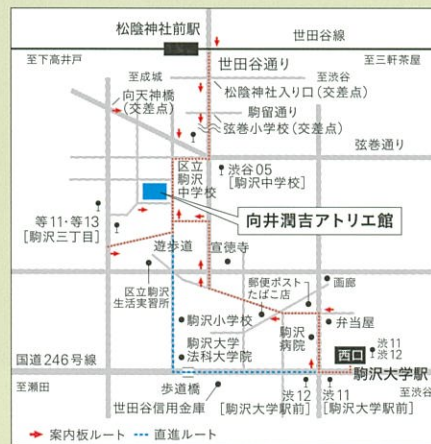 松陰神社前駅
世田谷線
至下高井戸
至三軒茶屋
世田谷通り
至成城
至渋谷
向天神橋
(交差点)
松陰神社入り口(交差点)
駒留通り
弦巻小学校(交差点)
弦巻通り
区立
駒沢
中学校
渋谷05
[駒沢中学校]
等11・等13
[駒沢三丁目]
向井潤吉アトリエ館
遊歩道
宣徳寺
区立駒沢
生活実習所
郵便ポスト
たばこ店
画廊
駒沢小学校
駒沢
病院
弁当屋
駒沢大学
法科大学院
西口
渋11
渋12
国道246号線
駒沢大学駅
至瀬田
歩道橋
世田谷信用金庫
渋12
[駒沢大学駅前]
渋11
[駒沢大学駅前]
至渋谷
案内板ルート
直進ルート